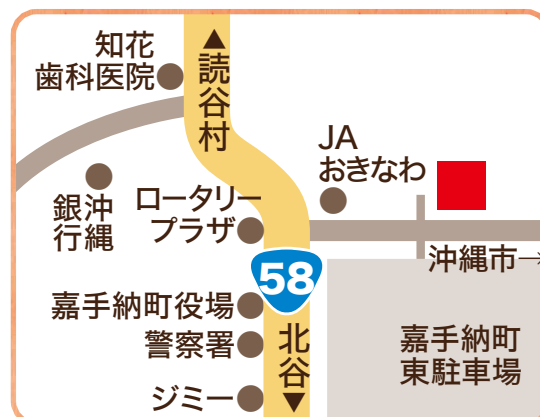 知花
歯科医院
▲読谷村
JA
おきなわ
沖縄
銀行
ロータリー
プラザ
58
沖縄市→
嘉手納町役場
警察署
ジミー
北谷▼
嘉手納町
東駐車場